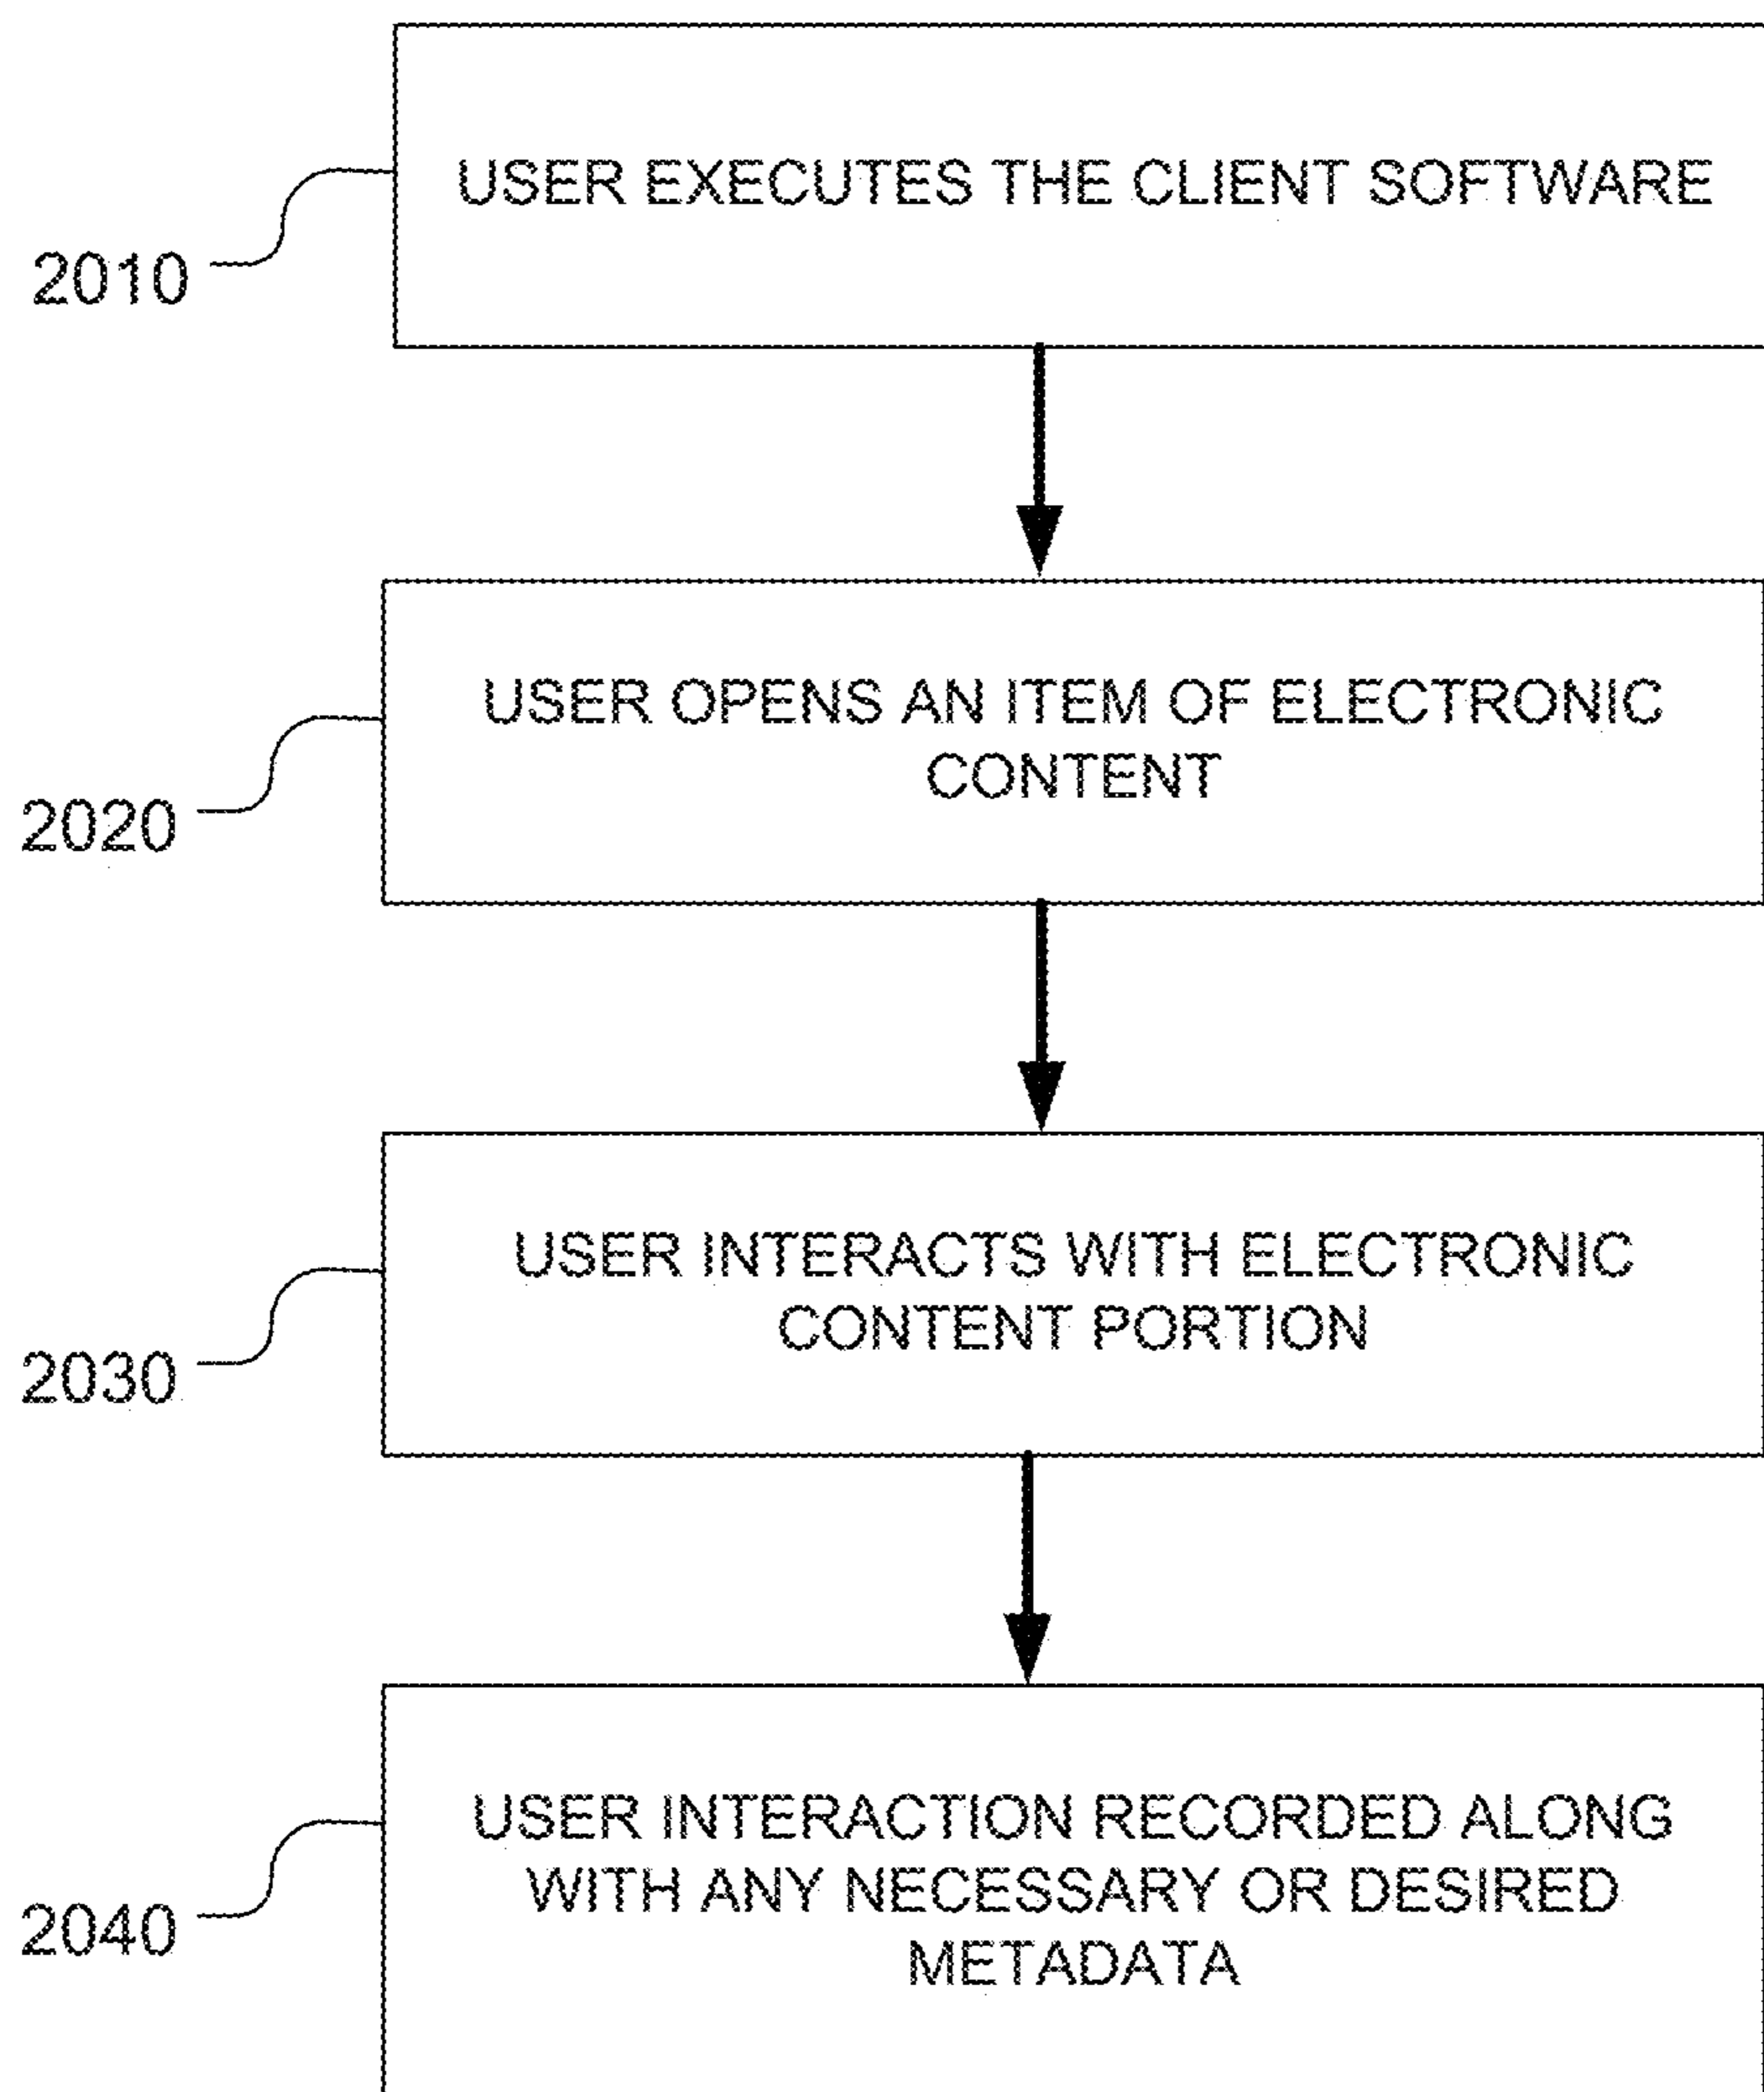 USER EXECUTES THE CLIENT SOFTWARE
2010
USER OPENS AN ITEM OF ELECTRONIC
CONTENT
2020
USER INTERACTS WITH ELECTRONIC
CONTENT PORTION
2030
USER INTERACTION RECORDED ALONG
WITH ANY NECESSARY OR DESIRED
METADATA
2040